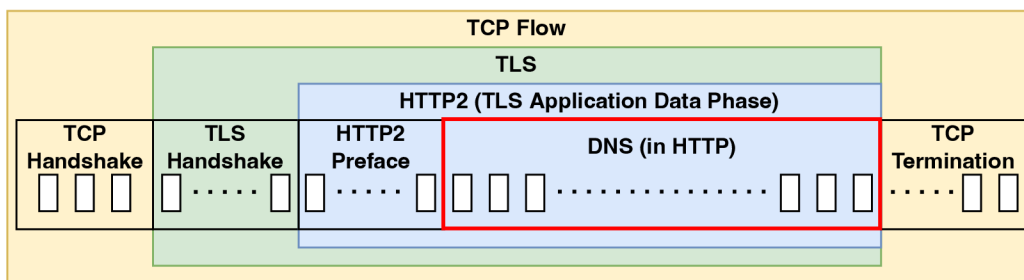 TCP Flow
TLS
HTTP2 (TLS Application Data Phase)
TCP
Handshake
TLS
Handshake
HTTP2
Preface
DNS (in HTTP)
TCP
Termination